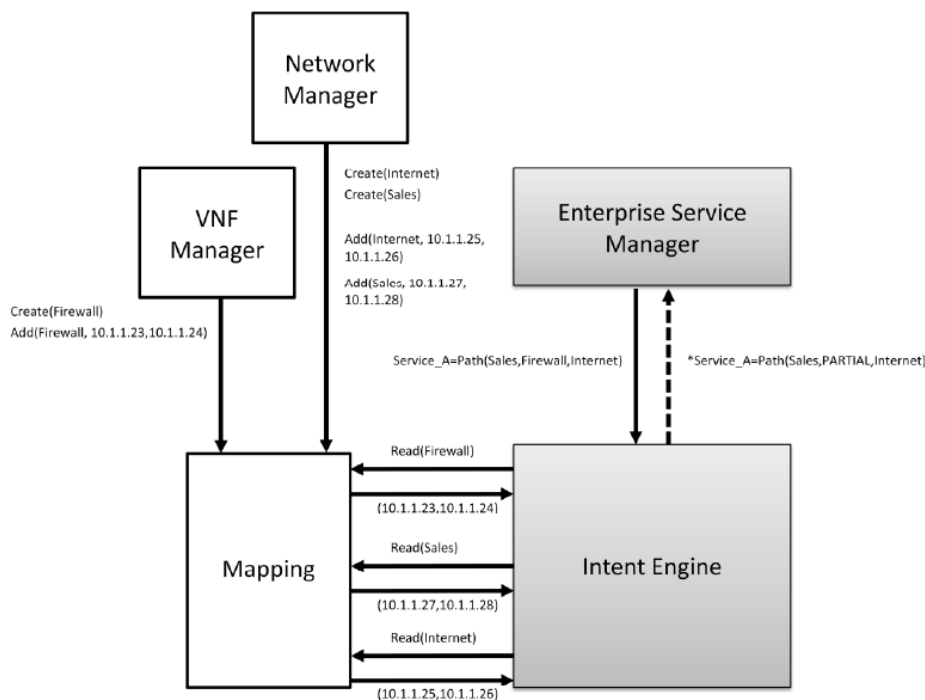 Network
Manager
VNF
Manager
Create(Internet)
Create(Sales)
Add(Internet, 10.1.1.25,
10.1.1.26)
Add(Sales, 10.1.1.27,
10.1.1.28)
Enterprise Service
Manager
Create(Firewall)
Add(Firewall, 10.1.1.23,10.1.1.24)
Service_A=Path(Sales,Firewall,Internet)
*Service_A=Path(Sales,PARTIAL,Internet)
Mapping
Read(Firewall)
(10.1.1.23,10.1.1.24)
Read(Sales)
(10.1.1.27,10.1.1.28)
Read(Internet)
(10.1.1.25,10.1.1.26)
Intent Engine